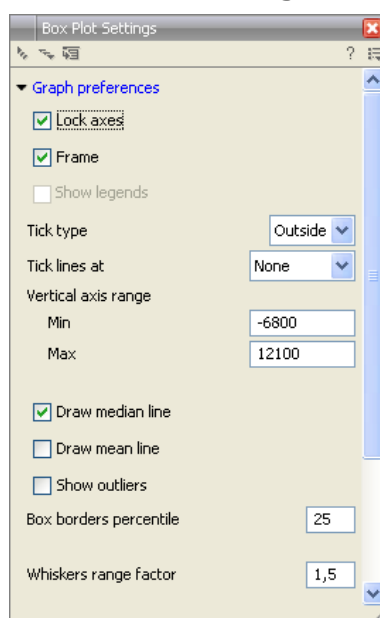 Box Plot Settings
?
Graph preferences
Lock axes
Frame
Show legends
Tick type Outside
Tick lines at None
Vertical axis range
Min -6800
Max 12100
Draw median line
Draw mean line
Show outliers
Box borders percentile 25
Whiskers range factor 1,5